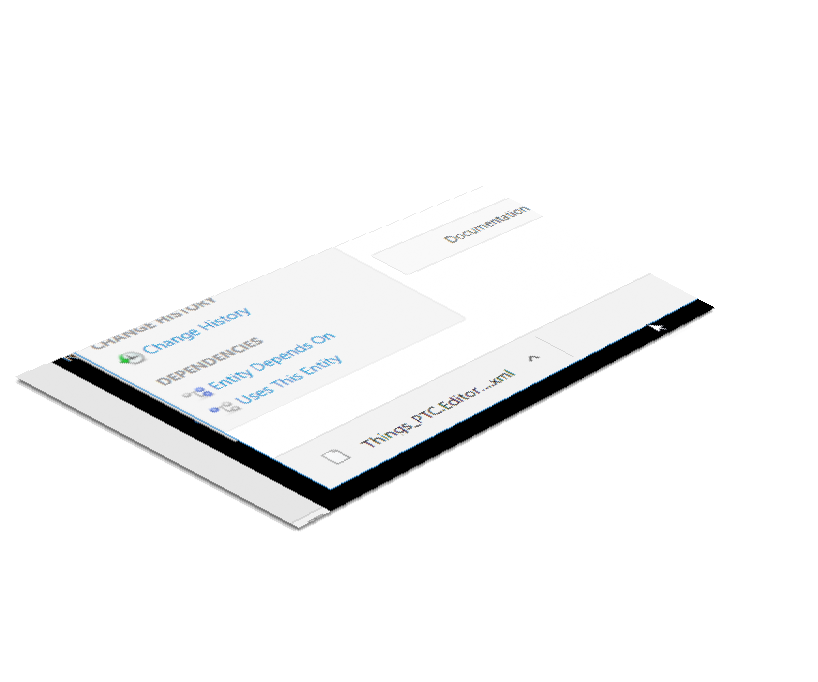 Documentation
CHANGE HISTORY
Change History
DEPENDENCIES
Entity Depends On
Uses This Entity
Things_PTC.Editor ...xml